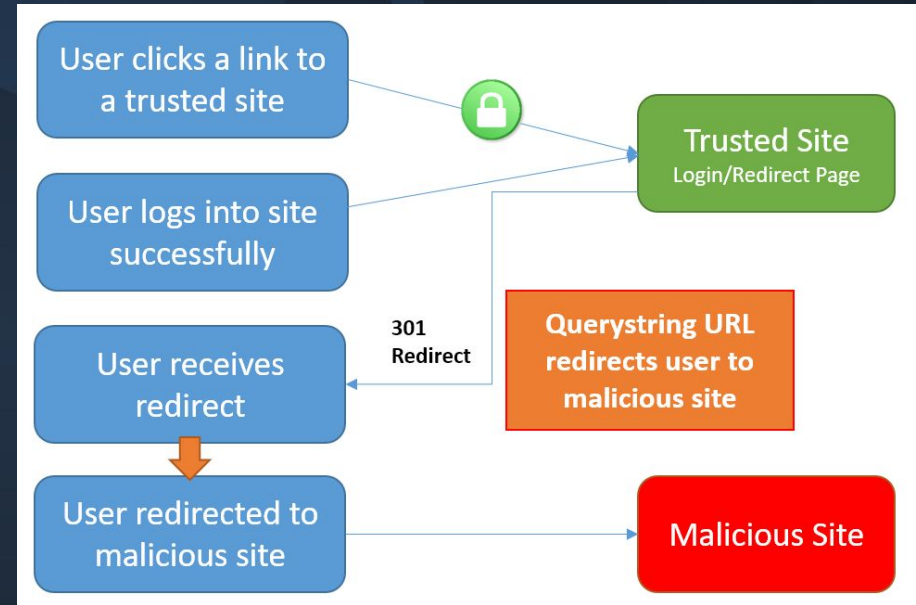 User clicks a link to
a trusted site
Trusted Site
Login/Redirect Page
User logs into site
successfully
301
Redirect
Querystring URL
redirects user to
malicious site
User receives
redirect
User redirected to
malicious site
Malicious Site